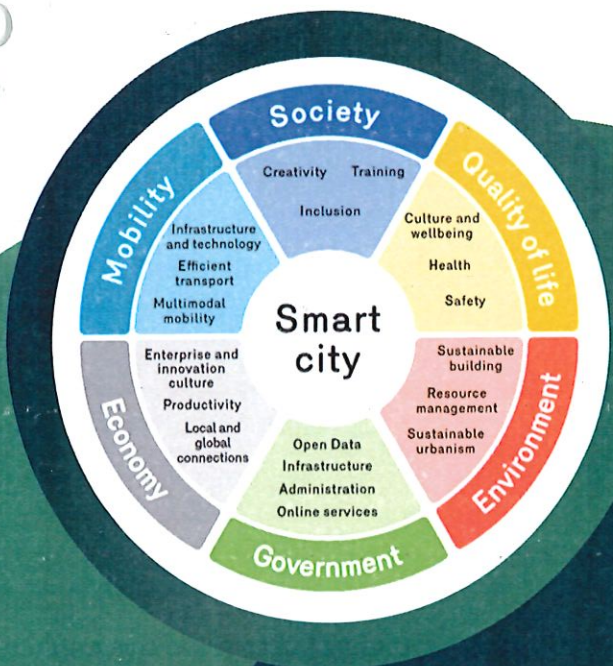 Society
Creativity Training
Inclusion
Quality of life
Culture and
wellbeing
Health
Safety
Environment
Sustainable
building
Resource
management
Sustainable
urbanism
Government
Open Data
Infrastructure
Administration
Online services
Economy
Enterprise and
innovation
culture
Productivity
Local and
global
connections
Mobility
Infrastructure
and technology
Efficient
transport
Multimodal
mobility
Smart
city